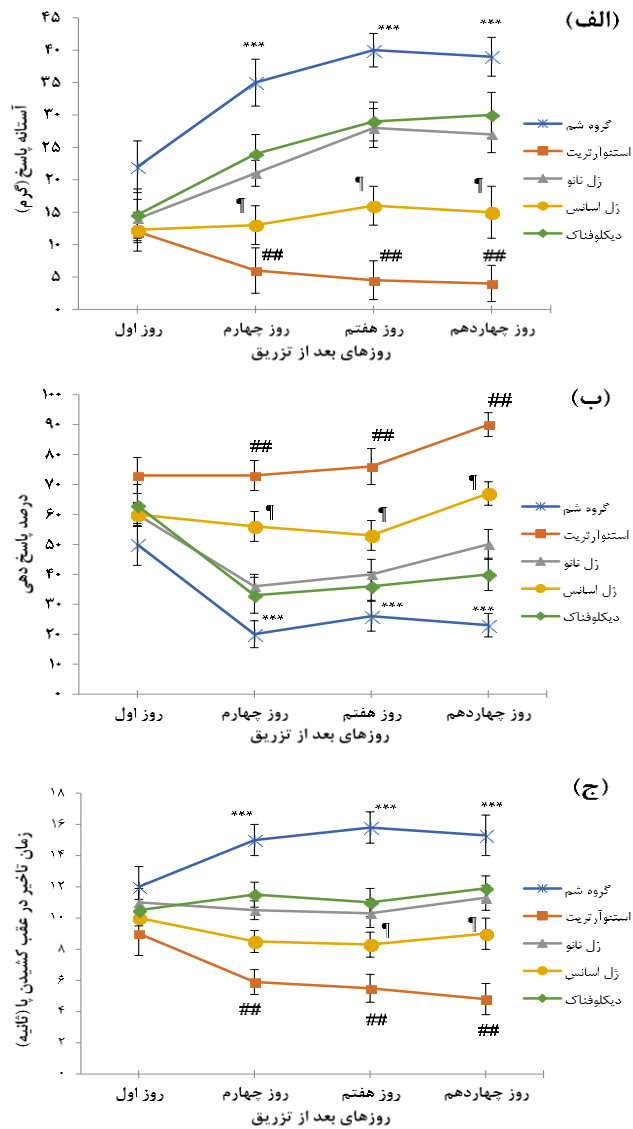 (الف)
آستانه پاسخ (گرم)
۴۵
۴۰
۳۵
۳۰
۲۵
۲۰
۱۵
۱۰
۵
۰
***
***
***
¶
¶
¶
##
##
##
گروه شم
استئوآرتریت
ژل نانو
ژل اسانس
دیکلوفناک
روز اول
روز چهارم
روز هفتم
روز چهاردهم
روزهای بعد از تزریق
(ب)
درصد پاسخ دهی
۱۰۰
۹۰
۸۰
۷۰
۶۰
۵۰
۴۰
۳۰
۲۰
۱۰
۰
##
##
##
¶
¶
¶
***
***
***
گروه شم
استئوآرتریت
ژل نانو
ژل اسانس
دیکلوفناک
روز اول
روز چهارم
روز هفتم
روز چهاردهم
روزهای بعد از تزریق
(ج)
زمان تاخیر در عقب کشیدن پا (ثانیه)
۱۸
۱۶
۱۴
۱۲
۱۰
۸
۶
۴
۲
۰
***
***
***
¶
¶
##
##
##
گروه شم
استئوآرتریت
ژل نانو
ژل اسانس
دیکلوفناک
روز اول
روز چهارم
روز هفتم
روز چهاردهم
روزهای بعد از تزریق